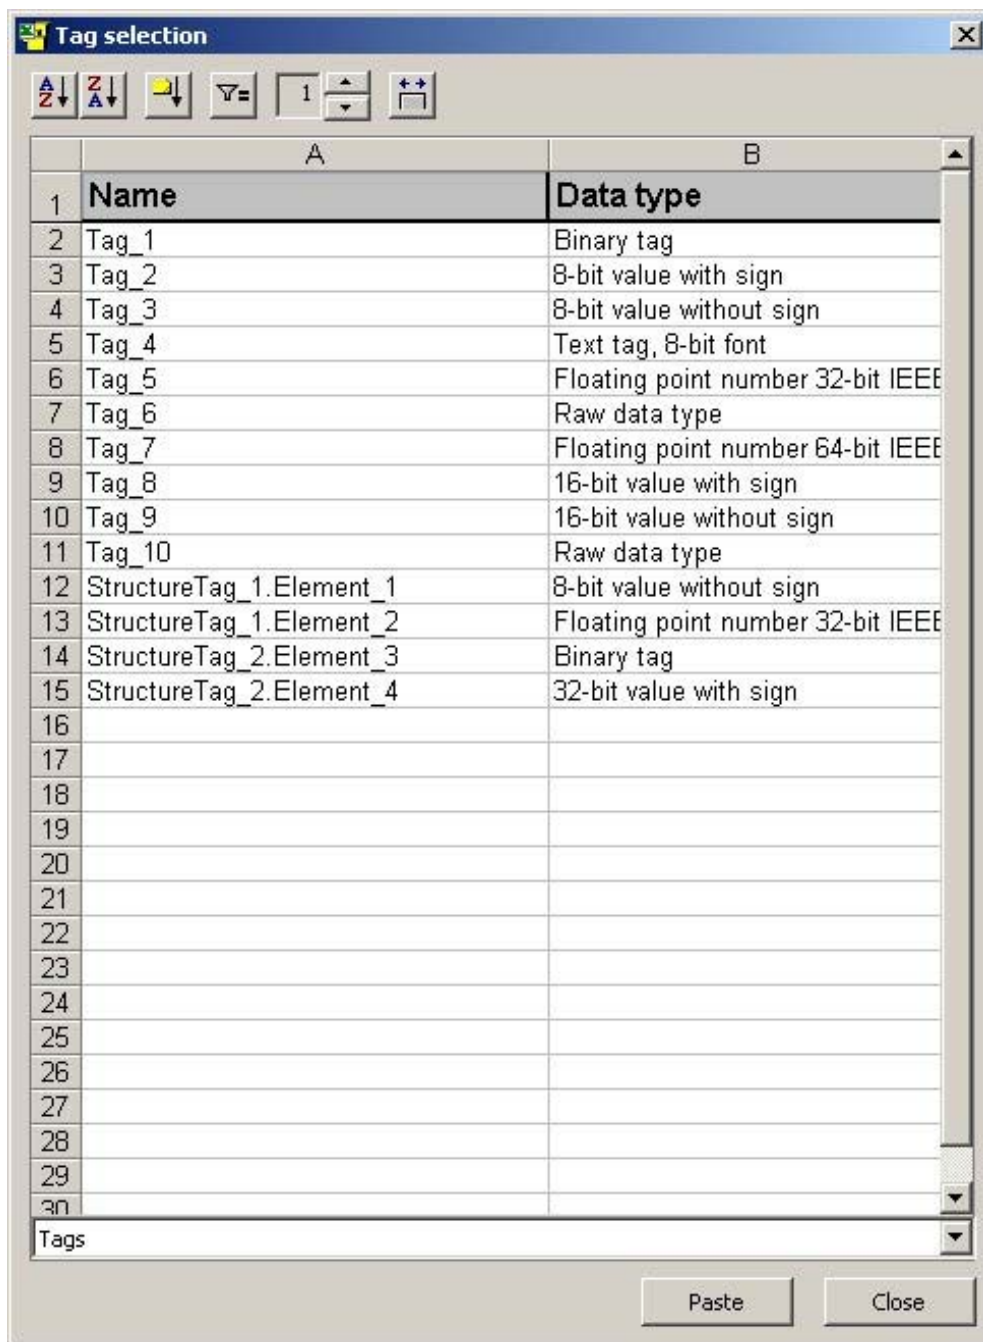 Tag selection
A Z Z A 1
A B
1 Name Data type
2 Tag_1 Binary tag
3 Tag_2 8-bit value with sign
4 Tag_3 8-bit value without sign
5 Tag_4 Text tag, 8-bit font
6 Tag_5 Floating point number 32-bit IEEE
7 Tag_6 Raw data type
8 Tag_7 Floating point number 64-bit IEEE
9 Tag_8 16-bit value with sign
10 Tag_9 16-bit value without sign
11 Tag_10 Raw data type
12 StructureTag_1.Element_1 8-bit value without sign
13 StructureTag_1.Element_2 Floating point number 32-bit IEEE
14 StructureTag_2.Element_3 Binary tag
15 StructureTag_2.Element_4 32-bit value with sign
16
17
18
19
20
21
22
23
24
25
26
27
28
29
30
Tags
Paste Close